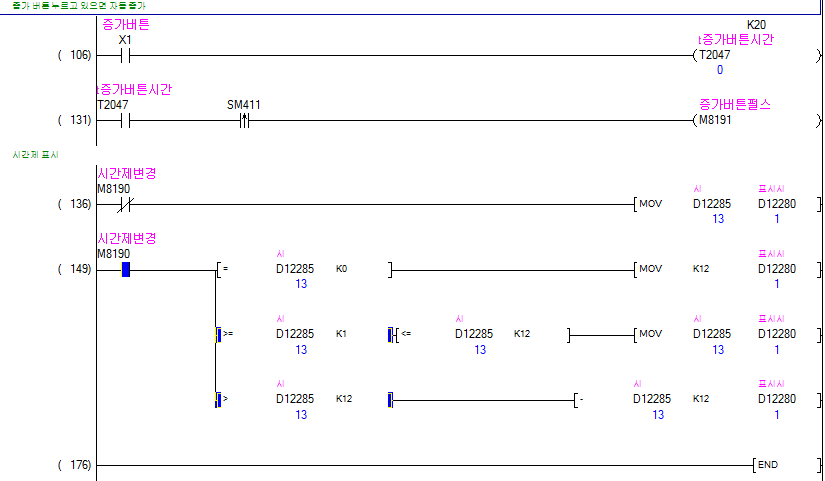 증가 버튼 누르고 있으면 자동 증가
증가버튼 K20
X1 t증가버튼시간
( 106) T2047
0
t증가버튼시간
T2047 SM411 증가버튼펄스
( 131) M8191
시간제 표시
시간제변경
M8190 시 표시시
( 136) MOV D12285 D12280
13 1
시간제변경
M8190 시 표시시
( 149) = D12285 K0 MOV K12 D12280
13 1
시 시 시 표시시
>= D12285 K1 <= D12285 K12 MOV D12285 D12280
13 13 13 1
시 시 표시시
> D12285 K12 - D12285 K12 D12280
13 13 1
( 176) END